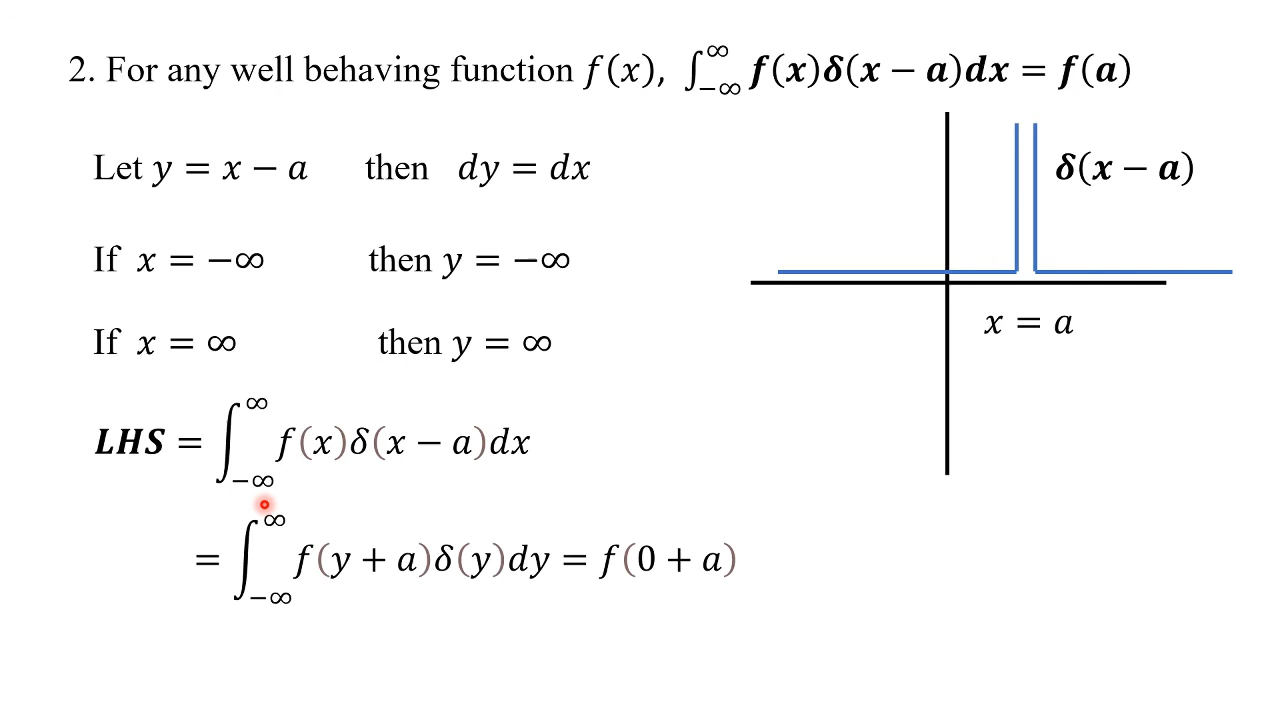 2. For any well behaving function f(x), ∫_{−∞}^{∞} f(x)δ(x − a)dx = f(a)
Let y = x − a then dy = dx
δ(x − a)
If x = −∞ then y = −∞
x = a
If x = ∞ then y = ∞
LHS = ∫_{−∞}^{∞} f(x)δ(x − a)dx
= ∫_{−∞}^{∞} f(y + a)δ(y)dy = f(0 + a)